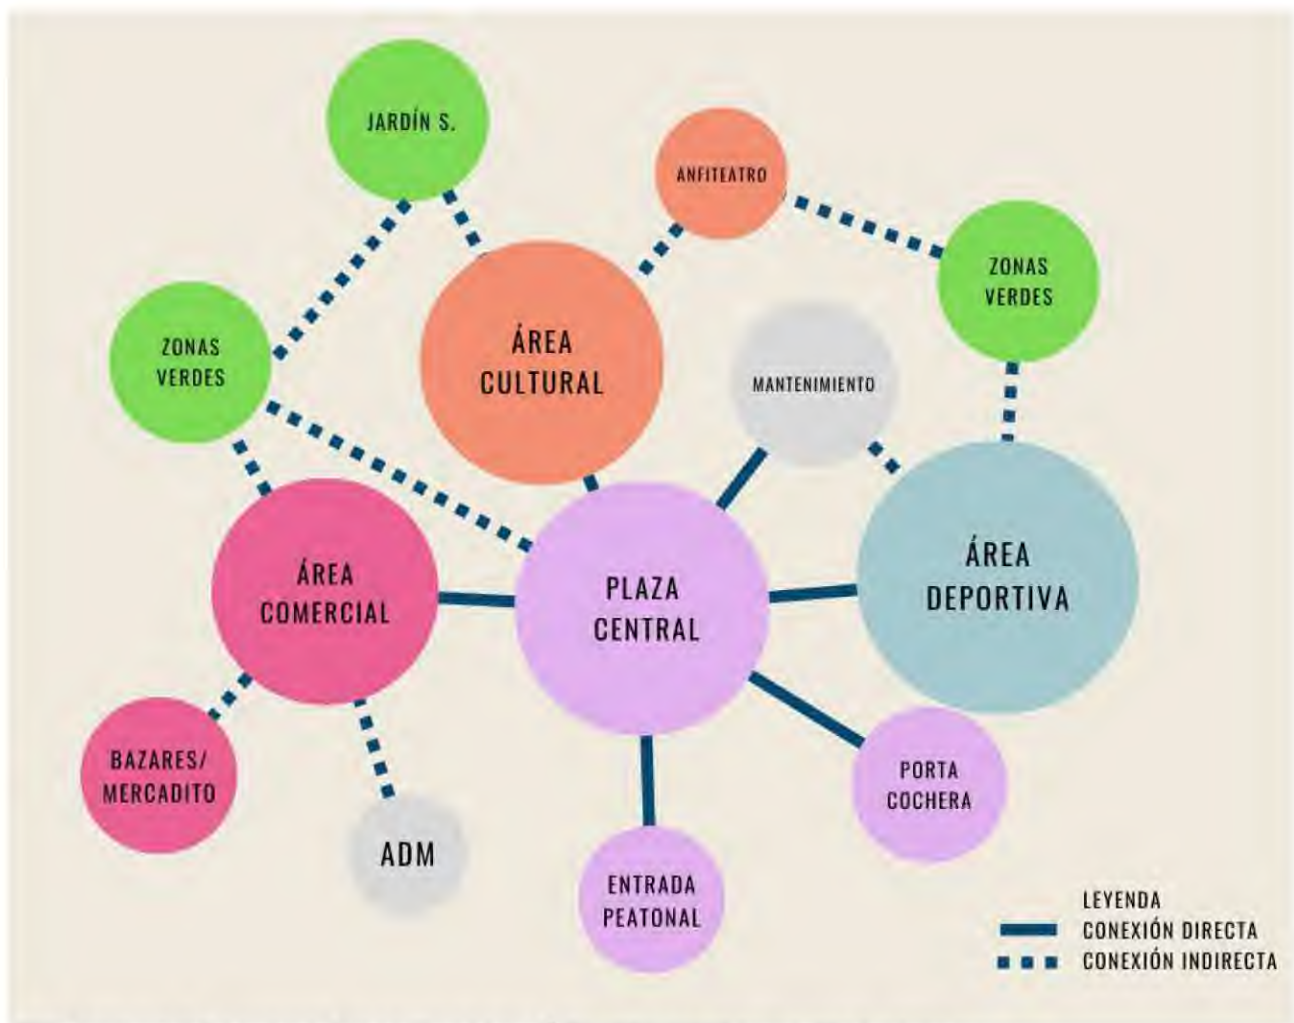 JARDÍN S.
ANFITEATRO
ZONAS
VERDES
ÁREA
CULTURAL
ZONAS
VERDES
MANTENIMIENTO
ÁREA
COMERCIAL
PLAZA
CENTRAL
ÁREA
DEPORTIVA
BAZARES/
MERCADITO
ADM
ENTRADA
PEATONAL
PORTA
COCHERA
LEYENDA
CONEXIÓN DIRECTA
CONEXIÓN INDIRECTA